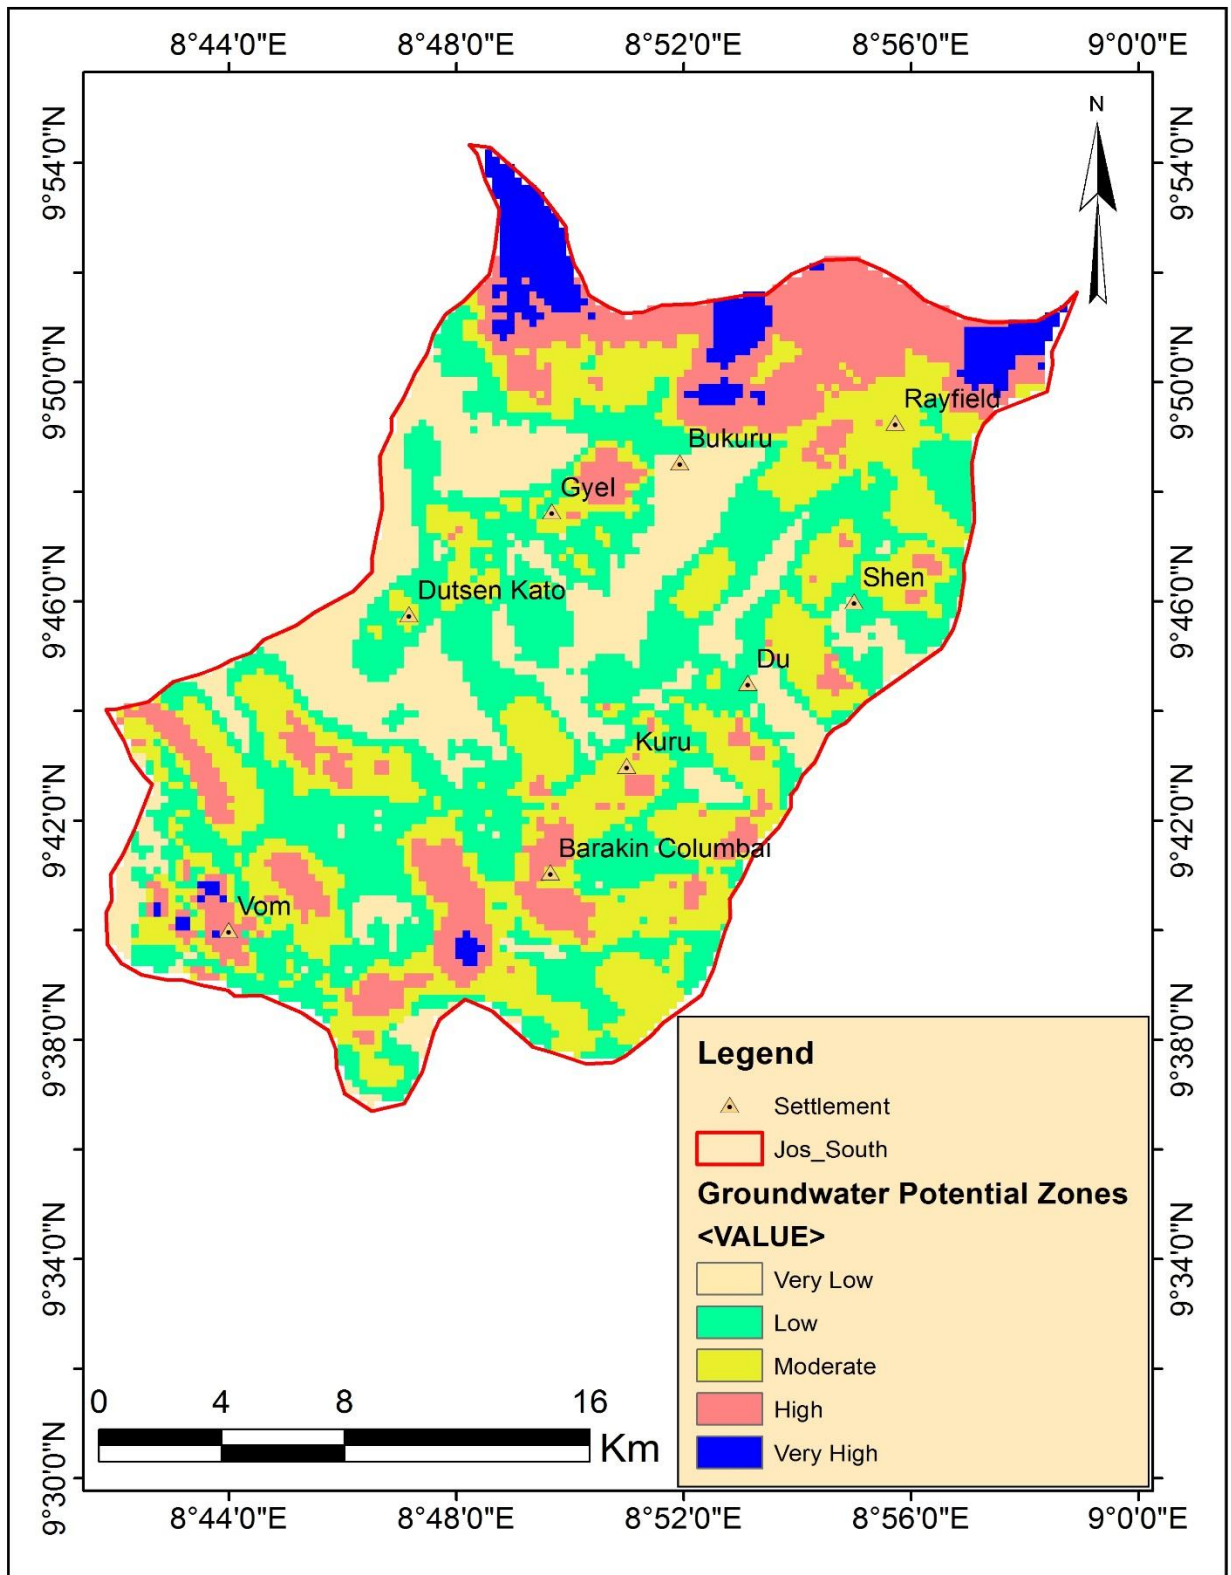 8°44'0"E 8°48'0"E 8°52'0"E 8°56'0"E 9°0'0"E
N
9°54'0"N 9°54'0"N
9°50'0"N 9°50'0"N
Rayfield
Bukuru
Gyel
Shen
Dutsen Kato
9°46'0"N 9°46'0"N
Du
Kuru
9°42'0"N 9°42'0"N
Barakin Columbai
Vom
9°38'0"N 9°38'0"N
Legend
Settlement
Jos_South
Groundwater Potential Zones
<VALUE>
Very Low
Low
Moderate
High
Very High
9°34'0"N 9°34'0"N
0 4 8 16
Km
9°30'0"N 9°30'0"N
8°44'0"E 8°48'0"E 8°52'0"E 8°56'0"E 9°0'0"E